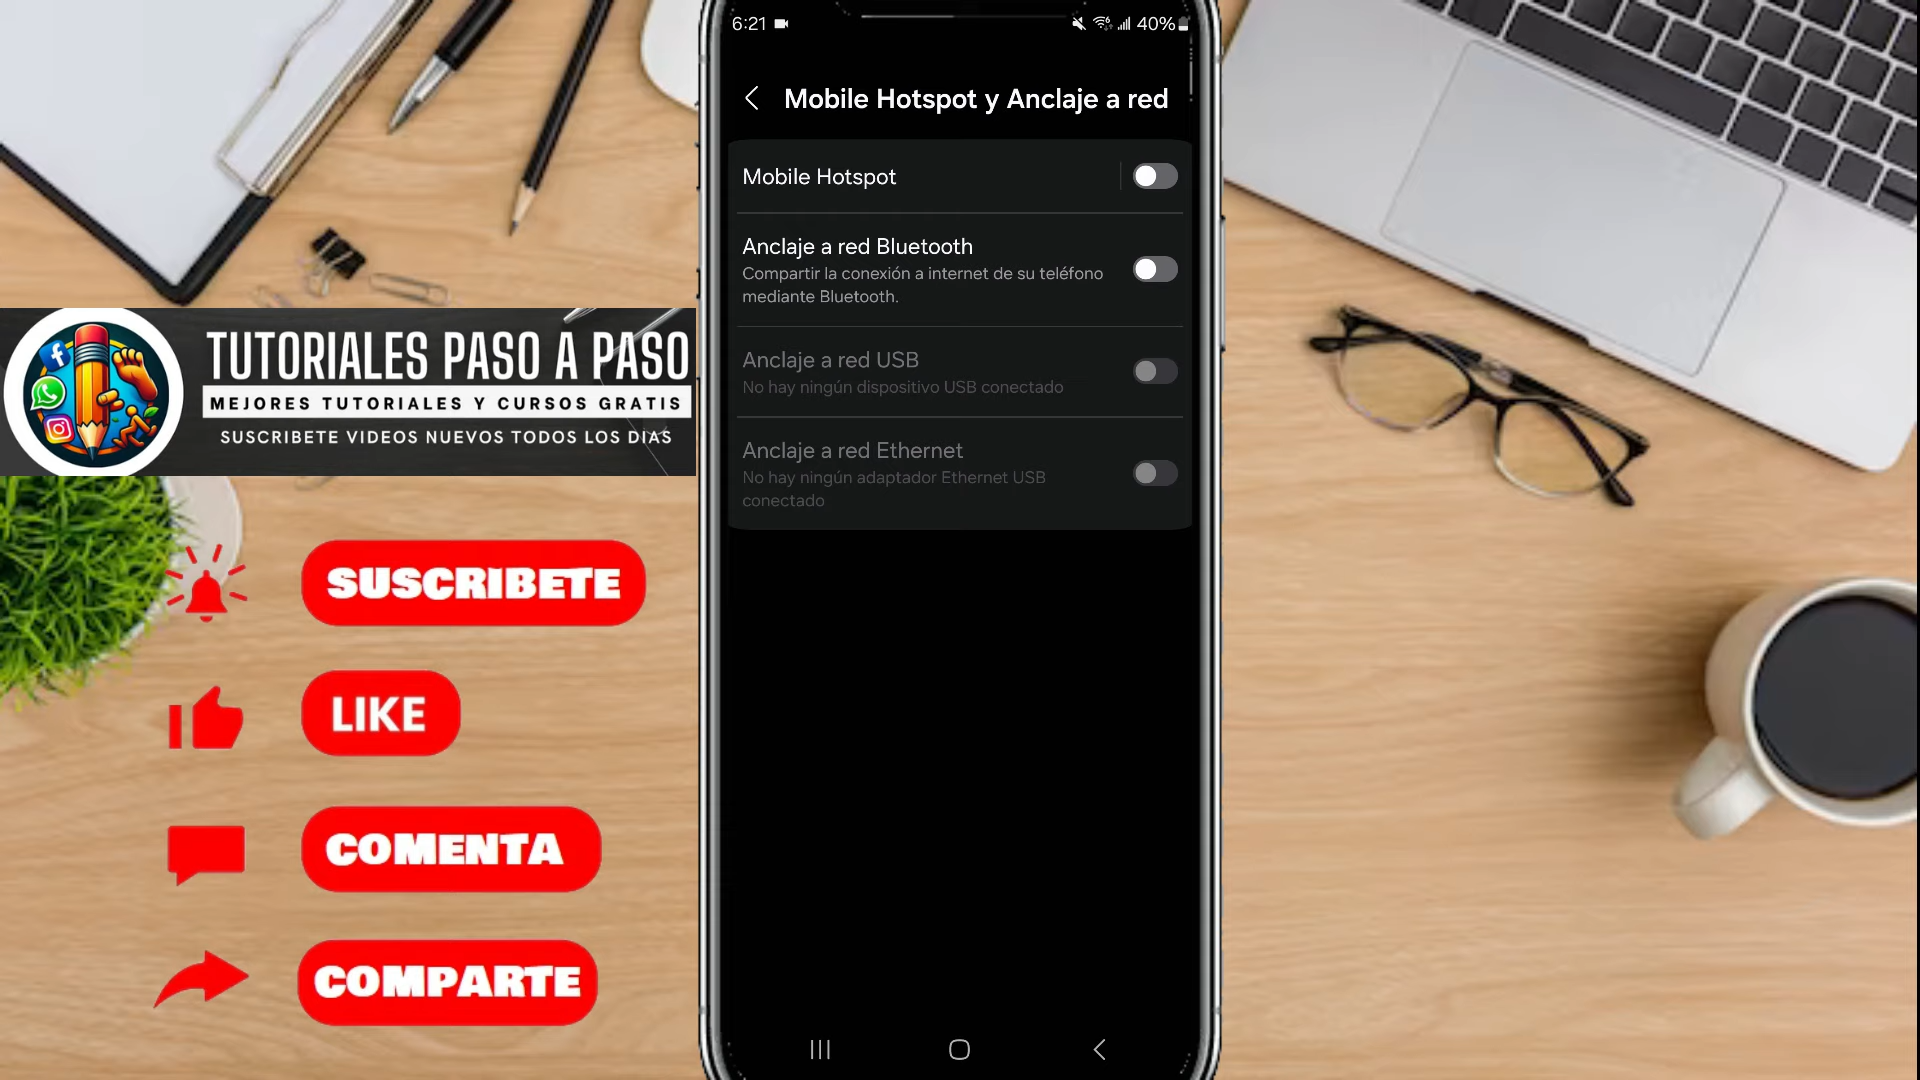 6:21
40%
Mobile Hotspot y Anclaje a red
Mobile Hotspot
Anclaje a red Bluetooth
Compartir la conexión a internet de su teléfono
mediante Bluetooth.
Anclaje a red USB
No hay ningún dispositivo USB conectado
Anclaje a red Ethernet
No hay ningún adaptador Ethernet USB
conectado
TUTORIALES PASO A PASO
MEJORES TUTORIALES Y CURSOS GRATIS
SUSCRIBETE VIDEOS NUEVOS TODOS LOS DIAS
SUSCRIBETE
LIKE
COMENTA
COMPARTE